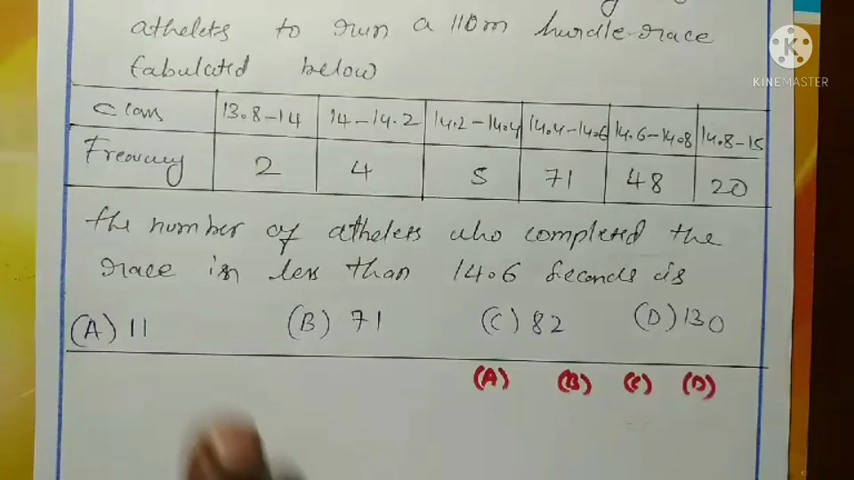 athelets to run a 110m hurdle-race
tabulated below
KINEMASTER
Class 13.8-14 14-14.2 14.2-14.4 14.4-14.6 14.6-14.8 14.8-15
Frequency 2 4 5 71 48 20
the number of athelets who completed the
race in less than 14.6 seconds is
(A) 11 (B) 71 (C) 82 (D) 130
(A) (B) (C) (D)